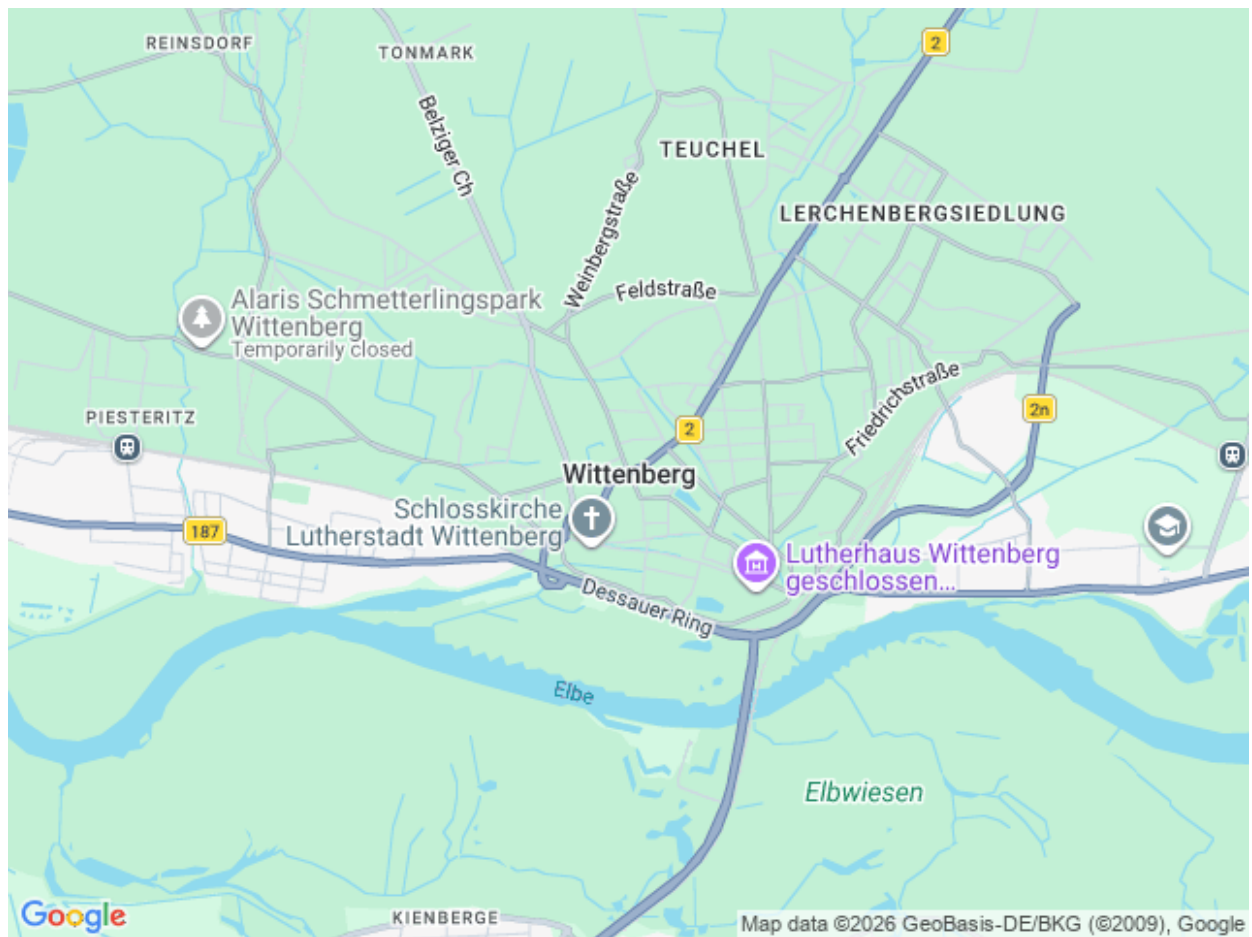 REINSDORF
TONMARK
2
Belziger Ch
TEUCHEL
Weinbergstraße
LERCHENBERGSIEDLUNG
Feldstraße
Alaris Schmetterlingspark
Wittenberg
Temporarily closed
Friedrichstraße
PIESTERITZ
2n
2
Wittenberg
Schlosskirche
Lutherstadt Wittenberg
187
Lutherhaus Wittenberg
geschlossen...
Dessauer Ring
Elbe
Elbwiesen
KIENBERGE
Google
Map data ©2026 GeoBasis-DE/BKG (©2009), Google